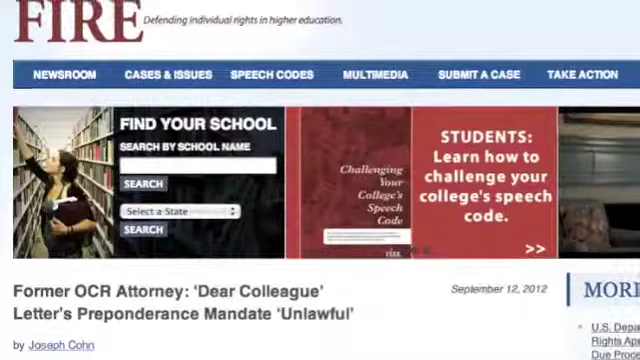 FIRE
Defending individual rights in higher education.
NEWSROOM CASES & ISSUES SPEECH CODES MULTIMEDIA SUBMIT A CASE TAKE ACTION
FIND YOUR SCHOOL
SEARCH BY SCHOOL NAME
SEARCH
Select a State
SEARCH
Challenging
Your
College's
Speech
Code
fire
STUDENTS:
Learn how to
challenge your
college's speech
code.
>>
Former OCR Attorney: 'Dear Colleague'
Letter's Preponderance Mandate 'Unlawful'
September 12, 2012
by Joseph Cohn
MORE
U.S. Depa
Rights Ap
Due Proce